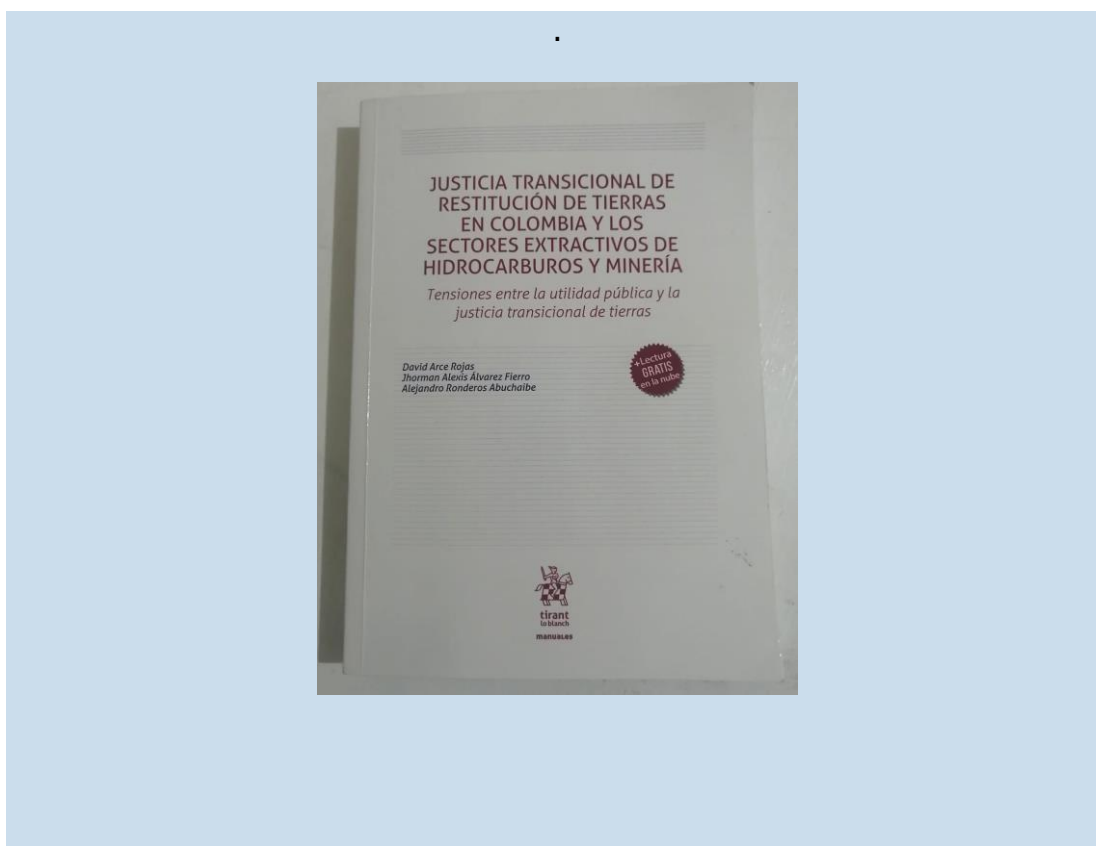 .
JUSTICIA TRANSICIONAL DE
RESTITUCIÓN DE TIERRAS
EN COLOMBIA Y LOS
SECTORES EXTRACTIVOS DE
HIDROCARBUROS Y MINERÍA
Tensiones entre la utilidad pública y la
justicia transicional de tierras
David Arce Rojas
Jhorman Alexis Álvarez Fierro
Alejandro Ronderos Abuchaibe
+Lectura
GRATIS
en la nube
tirant
lo blanch
manuales